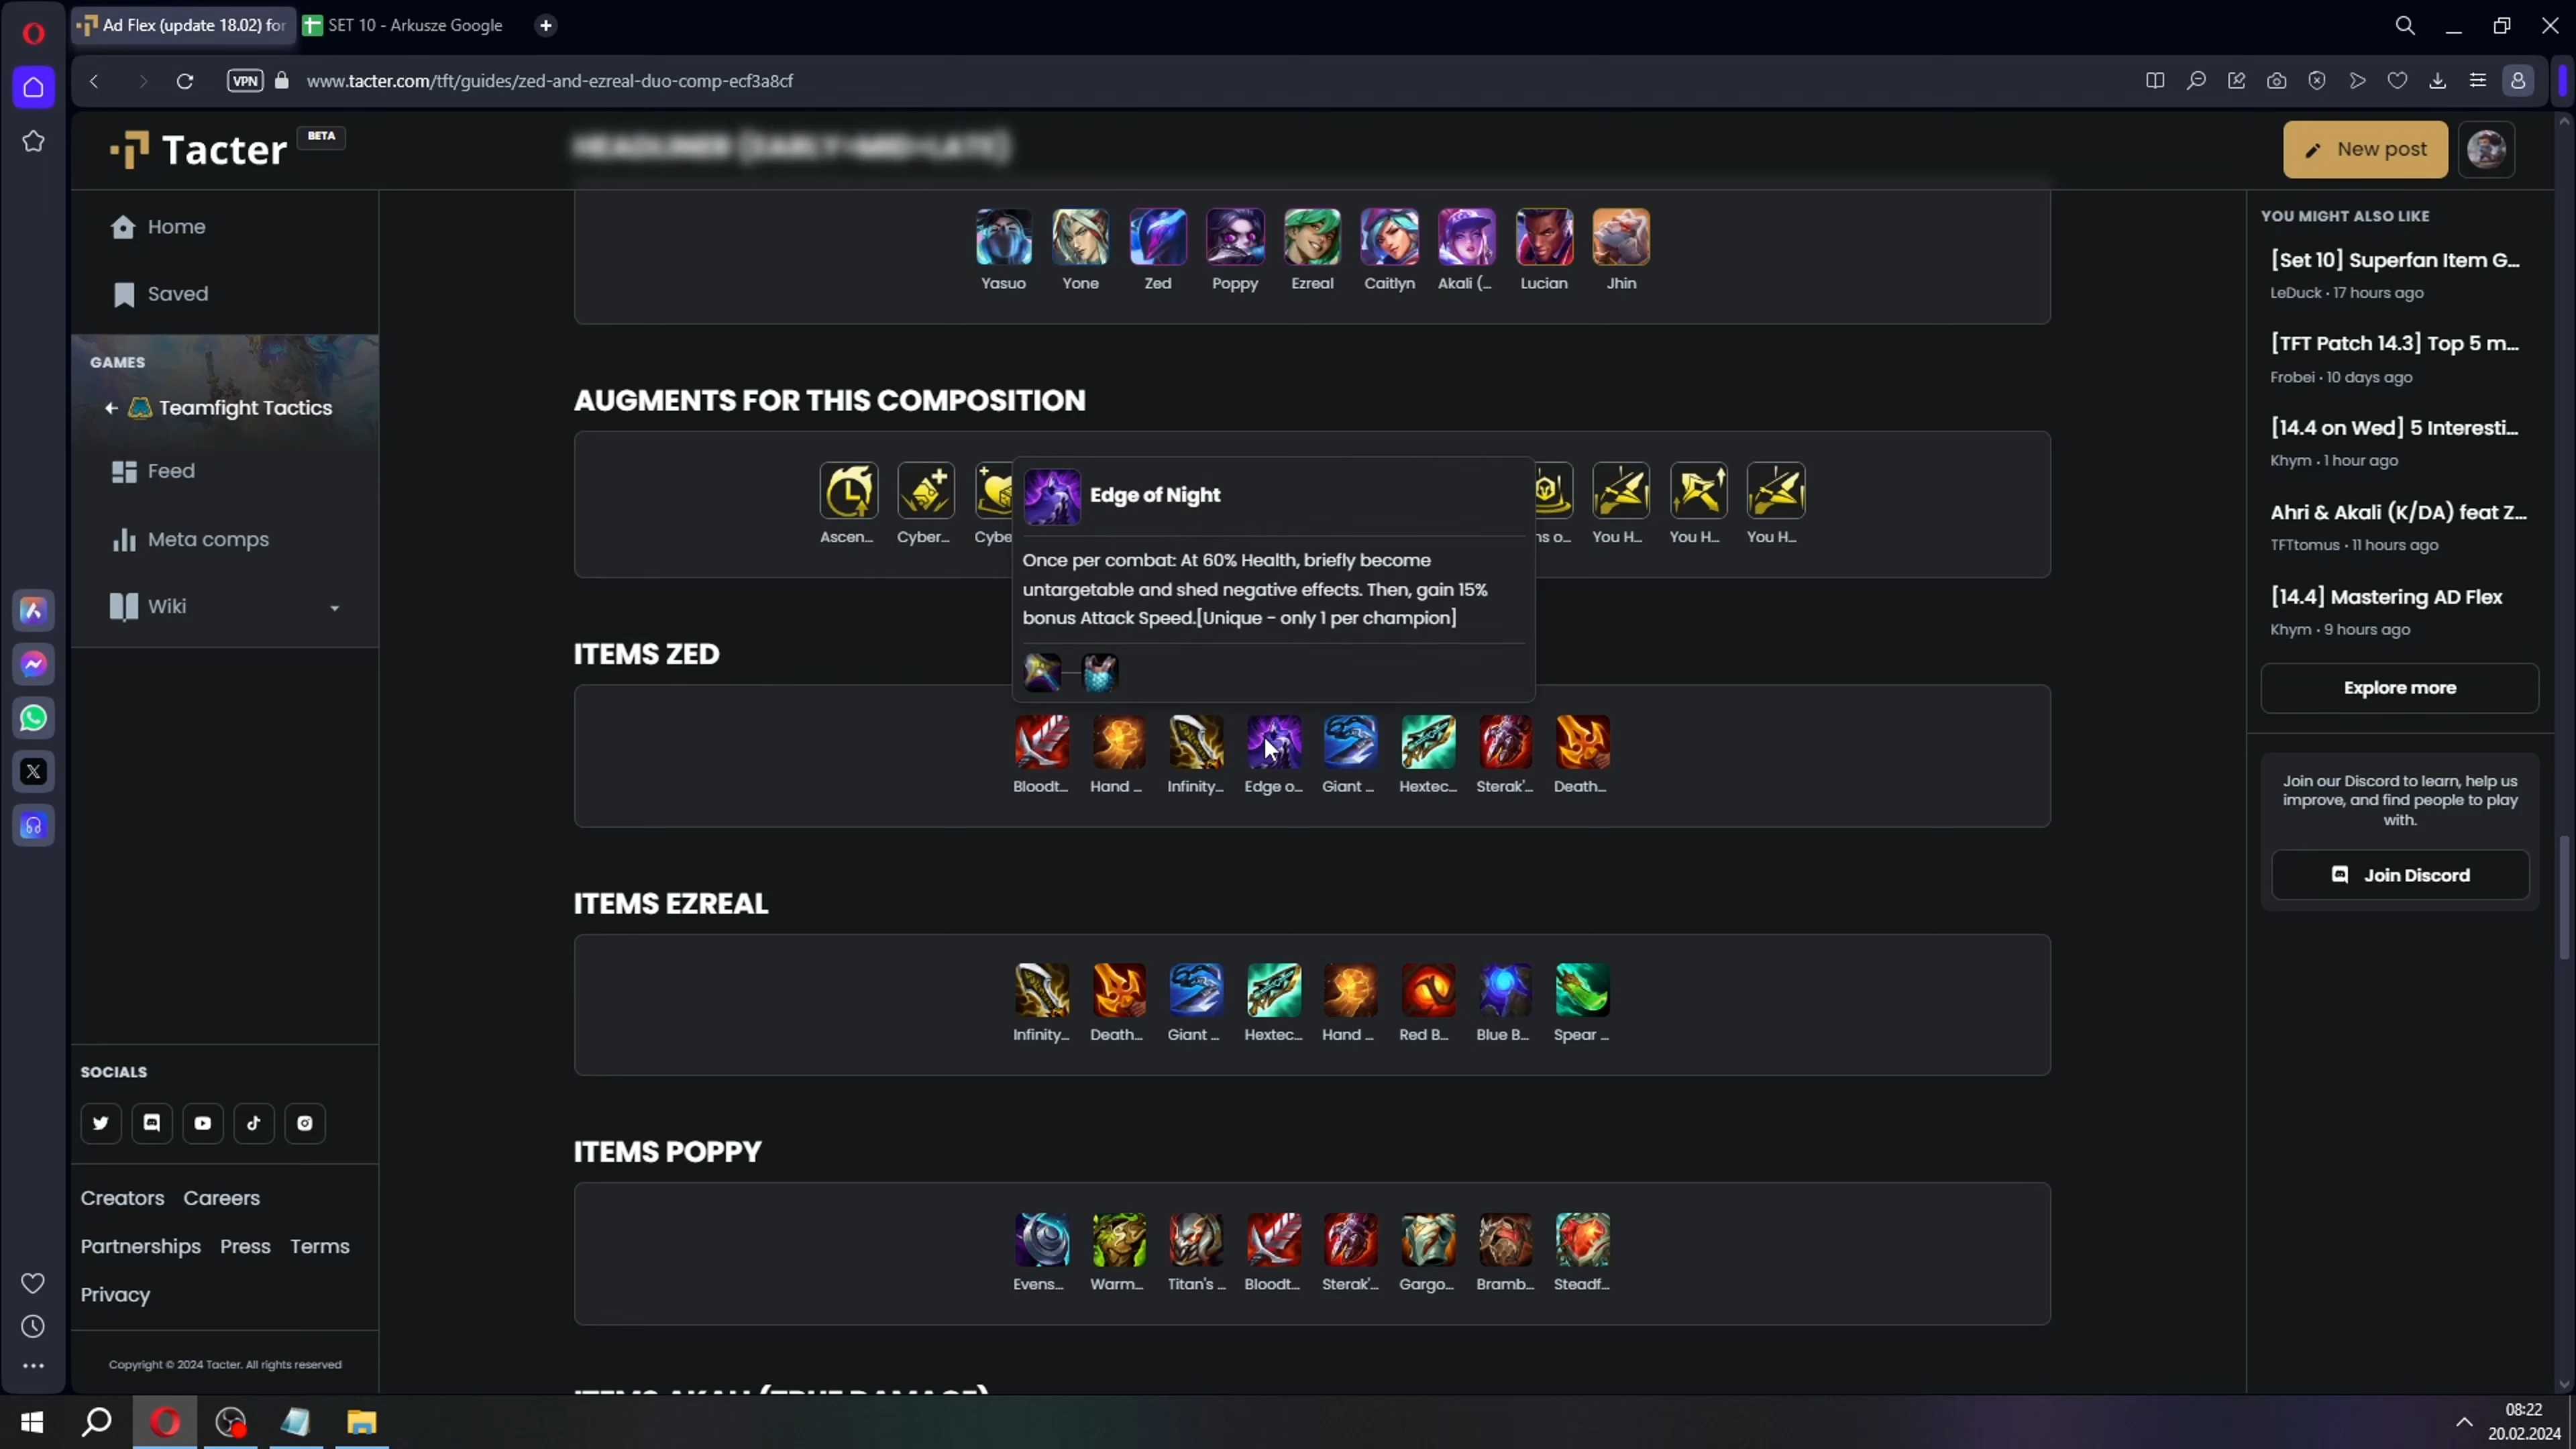 Ad Flex (update 18.02) for
SET 10 - Arkusze Google
VPN
www.tacter.com/tft/guides/zed-and-ezreal-duo-comp-ecf3a8cf
Tacter
BETA
HEADLINER (EARLY+MID+LATE)
New post
Home
Saved
GAMES
Teamfight Tactics
Feed
Meta comps
Wiki
SOCIALS
Creators Careers
Partnerships Press Terms
Privacy
Copyright © 2024 Tacter. All rights reserved
Yasuo Yone Zed Poppy Ezreal Caitlyn Akali (... Lucian Jhin
AUGMENTS FOR THIS COMPOSITION
Ascen... Cyber... Cybe
ns o... You H... You H... You H...
Edge of Night
Once per combat: At 60% Health, briefly become
untargetable and shed negative effects. Then, gain 15%
bonus Attack Speed.[Unique - only 1 per champion]
ITEMS ZED
Bloodt... Hand ... Infinity... Edge o... Giant ... Hextec... Sterak'... Death...
ITEMS EZREAL
Infinity... Death... Giant ... Hextec... Hand ... Red B... Blue B... Spear ...
ITEMS POPPY
Evens... Warm... Titan's ... Bloodt... Sterak'... Gargo... Bramb... Steadf...
ITEMS AKALI (TRUE DAMAGE)
YOU MIGHT ALSO LIKE
[Set 10] Superfan Item G...
LeDuck • 17 hours ago
[TFT Patch 14.3] Top 5 m...
Frobei • 10 days ago
[14.4 on Wed] 5 Interesti...
Khym • 1 hour ago
Ahri & Akali (K/DA) feat Z...
TFTtomus • 11 hours ago
[14.4] Mastering AD Flex
Khym • 9 hours ago
Explore more
Join our Discord to learn, help us
improve, and find people to play
with.
Join Discord
08:22
20.02.2024